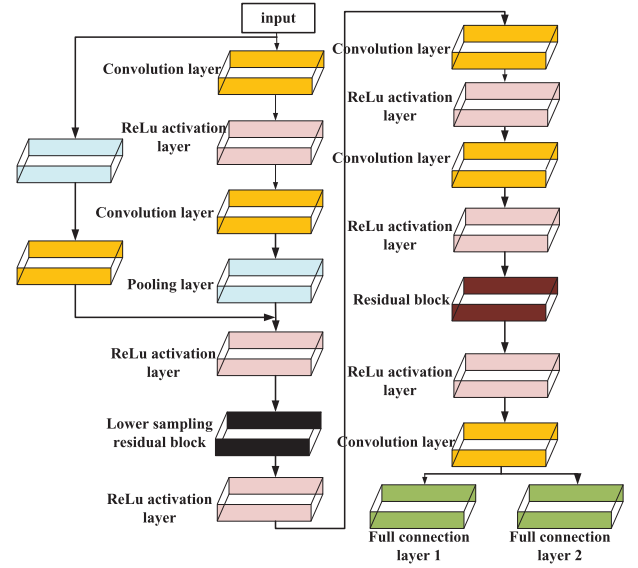 input
Convolution layer
ReLu activation
layer
Convolution layer
Pooling layer
ReLu activation
layer
Lower sampling
residual block
ReLu activation
layer
Convolution layer
ReLu activation
layer
Convolution layer
ReLu activation
layer
Residual block
ReLu activation
layer
Convolution layer
Full connection
layer 1
Full connection
layer 2